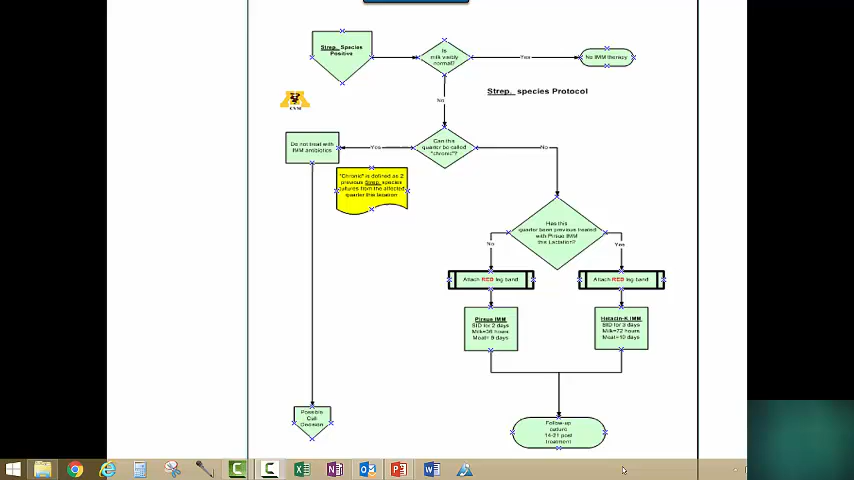 Strep. Species
Positive
Is
milk visibly
normal?
Yes
No IMM therapy
Strep. species Protocol
No
CVM
Can this
quarter be called
"chronic"?
Yes
No
Do not treat with
IMM antibiotics
"Chronic" is defined as 2
previous Strep. species
cultures from the affected
quarter this lactation
Has this
quarter been previous treated
with Pirsue IMM
this Lactation?
No
Yes
Attach RED leg band
Attach RED leg band
Pirsue IMM
SID for 2 days
Milk=36 hours
Meat= 9 days
Hetacin-K IMM
SID for 3 days
Milk=72 hours
Meat=10 days
Possible
Cull
Decision
Follow-up
culture
14-21 post
treatment